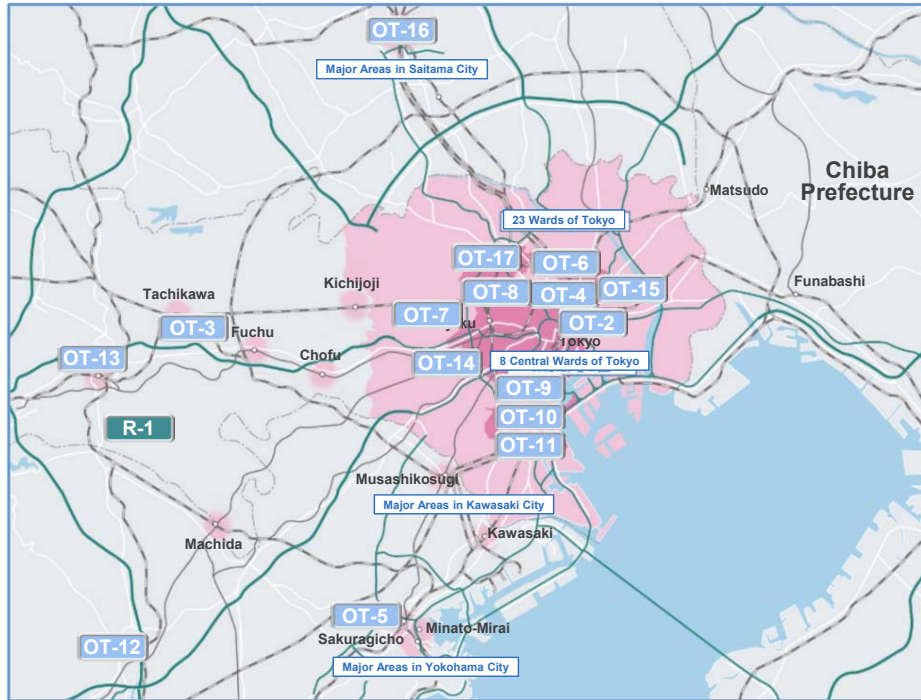 OT-16
Major Areas in Saitama City
Chiba
Prefecture
Matsudo
23 Wards of Tokyo
OT-17
OT-6
Kichijoji
Funabashi
Tachikawa
OT-8
OT-4
OT-15
OT-7
OT-3
OT-2
Fuchu
Tokyo
OT-13
Chofu
OT-14
8 Central Wards of Tokyo
OT-9
OT-10
R-1
OT-11
Musashikosugi
Major Areas in Kawasaki City
Machida
Kawasaki
OT-5
Minato-Mirai
Sakuragicho
OT-12
Major Areas in Yokohama City